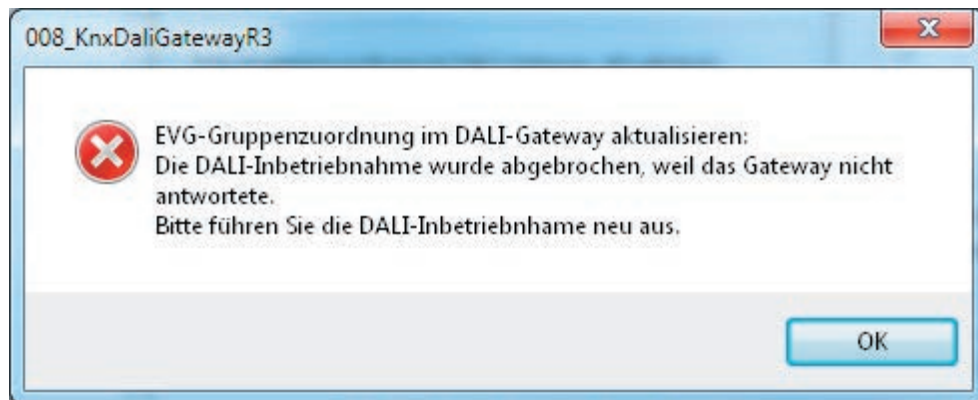 008_KnxDaliGatewayR3
EVG-Gruppenzuordnung im DALI-Gateway aktualisieren:
Die DALI-Inbetriebnahme wurde abgebrochen, weil das Gateway nicht
antwortete.
Bitte führen Sie die DALI-Inbetriebnhame neu aus.
OK